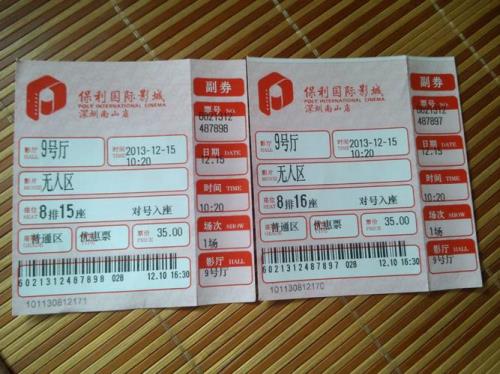 保利国际影城
POLY INTERNATIONAL CINEMA
深圳南山店
影厅 HALL
9号厅
时间 TIME
2013-12-15
10:20
影片 MOVIE
无人区
座位 SEAT
8排15座
对号入座
普通区
优惠票
票价 PRICE
35.00
6021312487898 028
12.10 16:30
101130812171
副券
票号 NO.
6021312
487898
日期 DATE
12.15
时间 TIME
10:20
场次 SHOW
1场
影厅 HALL
9号厅
保利国际影城
POLY INTERNATIONAL CINEMA
深圳南山店
影厅 HALL
9号厅
时间 TIME
2013-12-15
10:20
影片 MOVIE
无人区
座位 SEAT
8排16座
对号入座
普通区
优惠票
票价 PRICE
35.00
6021312487897 028
12.10 16:30
101130812170
副券
票号 NO.
6021312
487897
日期 DATE
12.15
时间 TIME
10:20
场次 SHOW
1场
影厅 HALL
9号厅